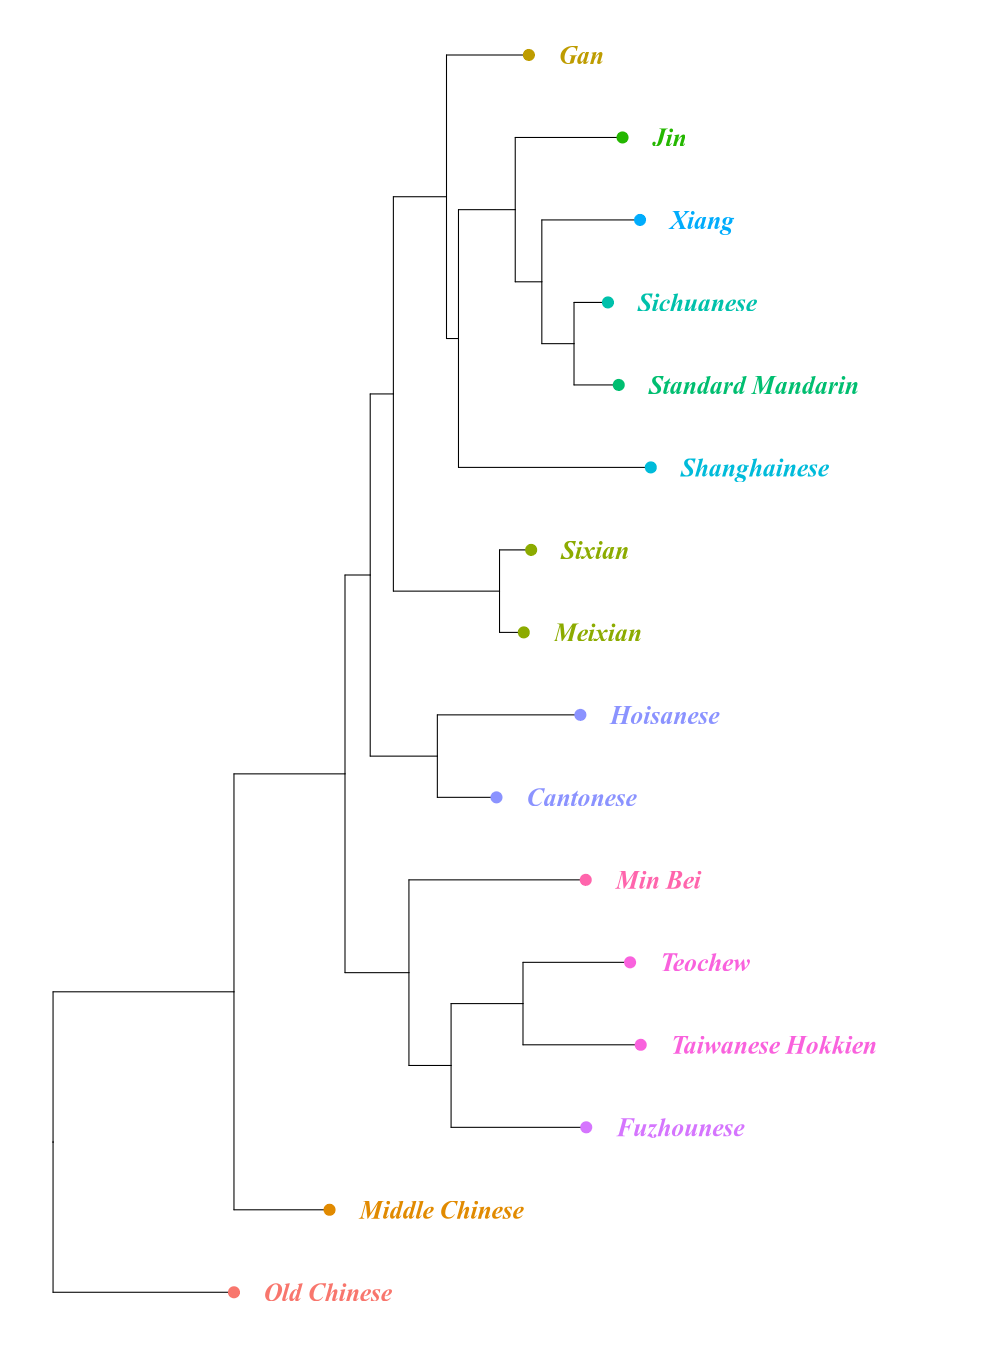 Gan
Jin
Xiang
Sichuanese
Standard Mandarin
Shanghainese
Sixian
Meixian
Hoisanese
Cantonese
Min Bei
Teochew
Taiwanese Hokkien
Fuzhounese
Middle Chinese
Old Chinese